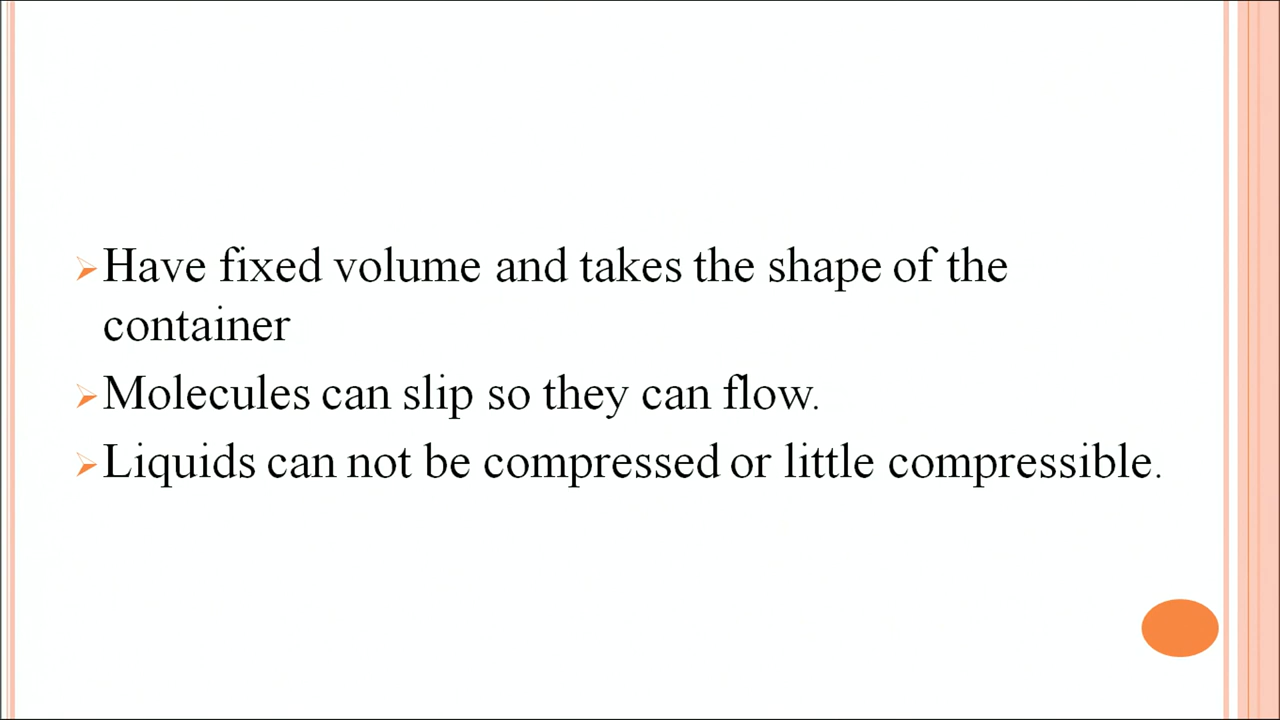 Have fixed volume and takes the shape of the
container
Molecules can slip so they can flow.
Liquids can not be compressed or little compressible.